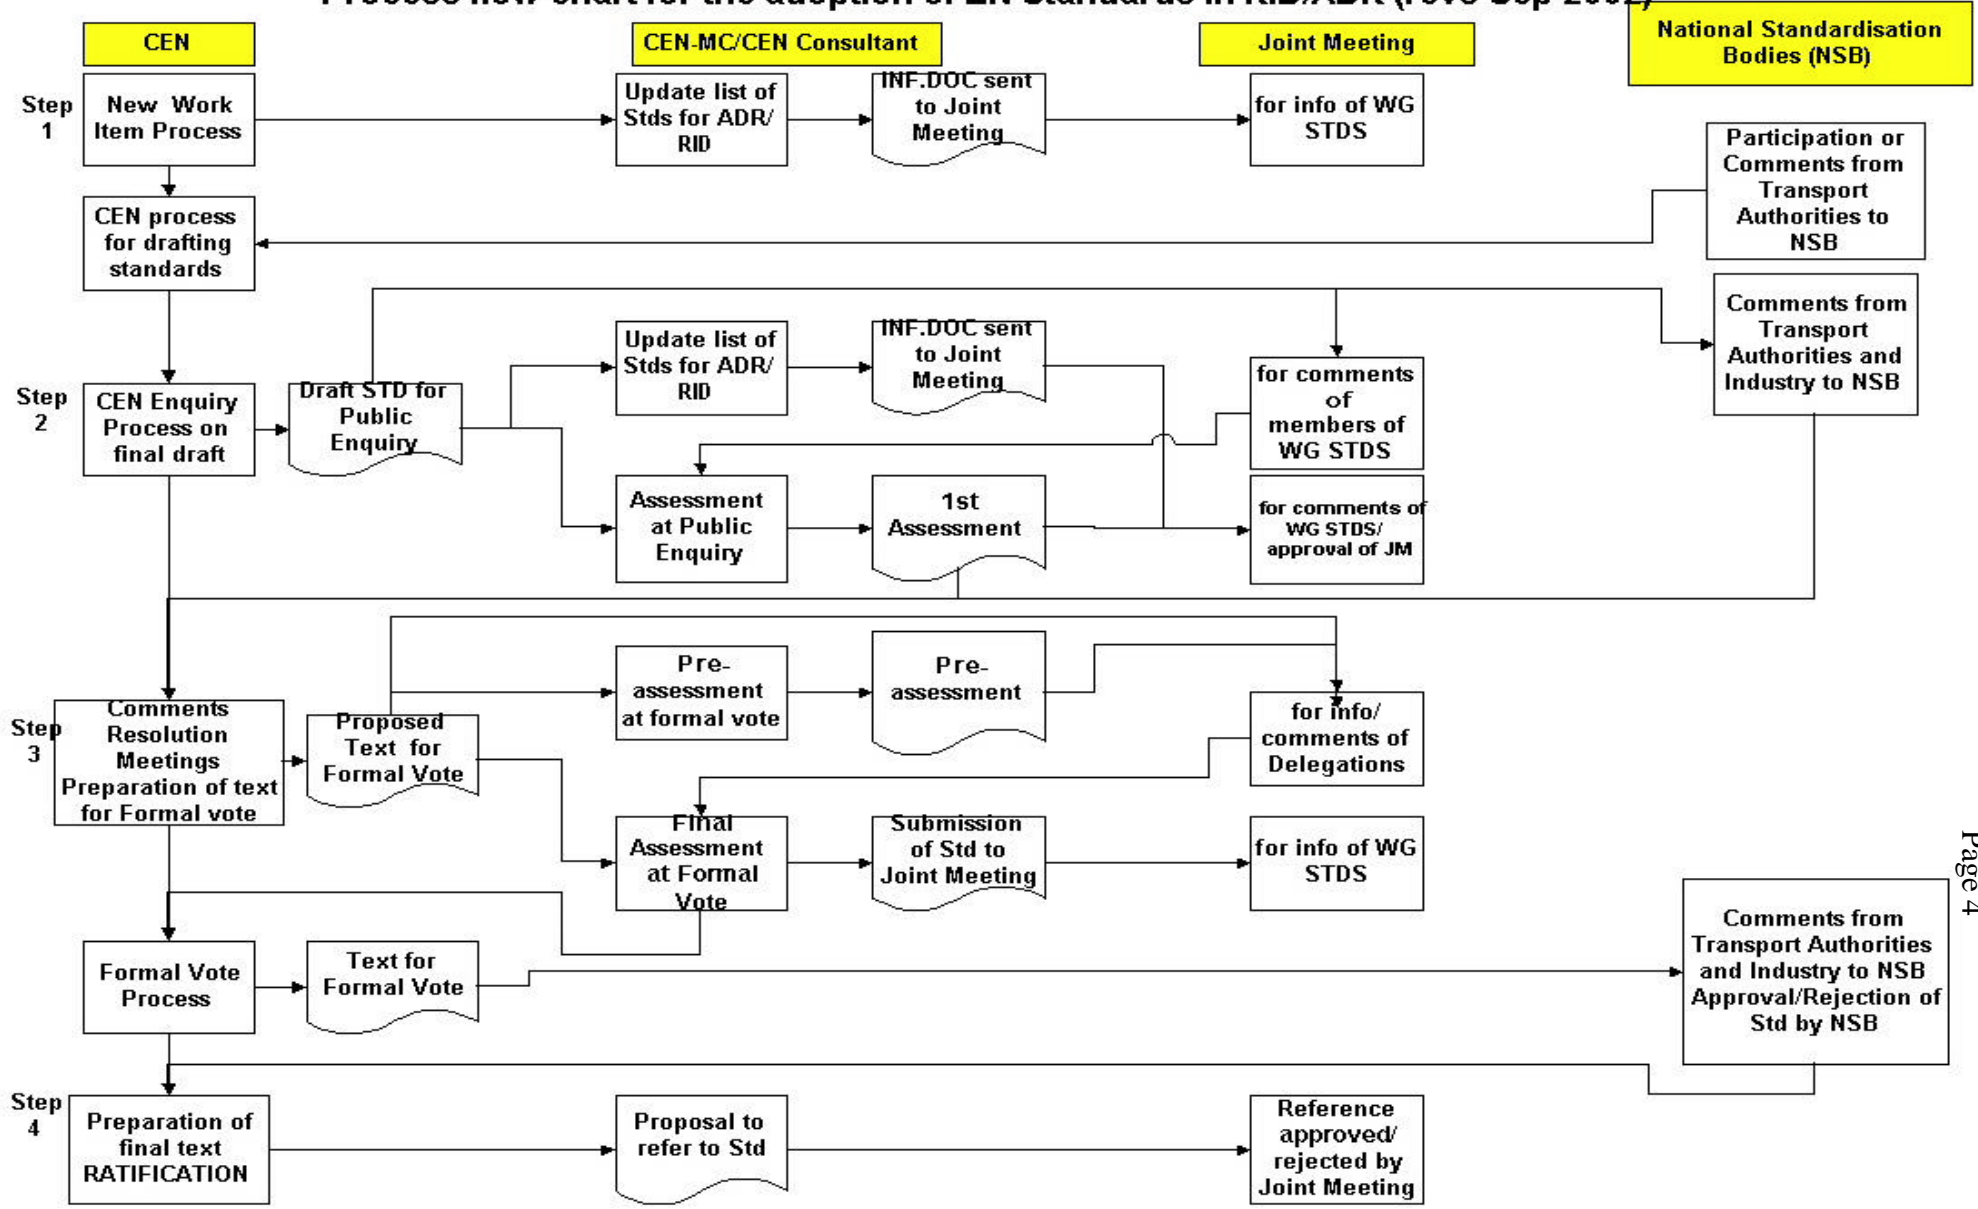 CEN
CEN-MC/CEN Consultant
Joint Meeting
National Standardisation
Bodies (NSB)
Step
1
New Work
Item Process
Update list of
Stds for ADR/
RID
INF.DOC sent
to Joint
Meeting
for info of WG
STDS
Participation or
Comments from
Transport
Authorities to
NSB
CEN process
for drafting
standards
Comments from
Transport
Authorities and
Industry to NSB
Step
2
CEN Enquiry
Process on
final draft
Draft STD for
Public
Enquiry
Update list of
Stds for ADR/
RID
INF.DOC sent
to Joint
Meeting
for comments
of
members of
WG STDS
Assessment
at Public
Enquiry
1st
Assessment
for comments of
WG STDS/
approval of JM
Step
3
Comments
Resolution
Meetings
Preparation of text
for Formal vote
Proposed
Text for
Formal Vote
Pre-
assessment
at formal vote
Pre-
assessment
for info/
comments of
Delegations
Final
Assessment
at Formal
Vote
Submission
of Std to
Joint Meeting
for info of WG
STDS
Page 4
Formal Vote
Process
Text for
Formal Vote
Comments from
Transport Authorities
and Industry to NSB
Approval/Rejection of
Std by NSB
Step
4
Preparation of
final text
RATIFICATION
Proposal to
refer to Std
Reference
approved/
rejected by
Joint Meeting